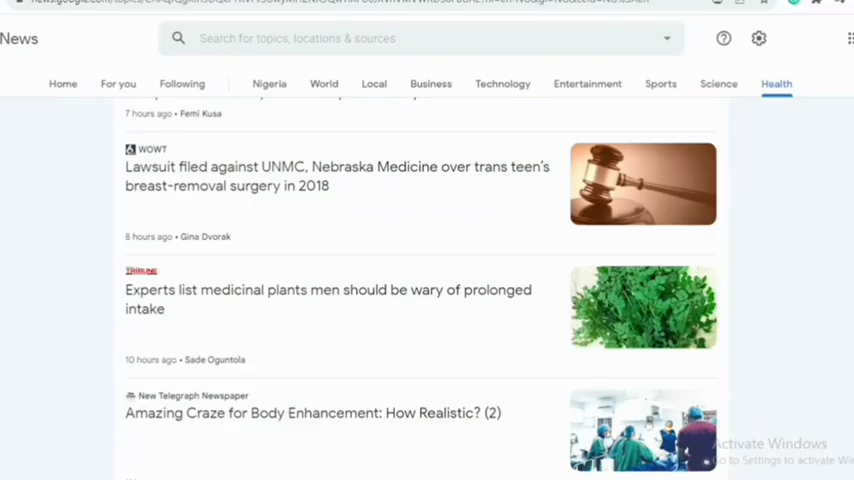 News
Search for topics, locations & sources
Home For you Following Nigeria World Local Business Technology Entertainment Sports Science Health
7 hours ago • Femi Kusa
WOWT
Lawsuit filed against UNMC, Nebraska Medicine over trans teen's
breast-removal surgery in 2018
8 hours ago • Gina Dvorak
TRIBUNE
Experts list medicinal plants men should be wary of prolonged
intake
10 hours ago • Sade Oguntola
New Telegraph Newspaper
Amazing Craze for Body Enhancement: How Realistic? (2)
Activate Windows
Go to Settings to activate Win